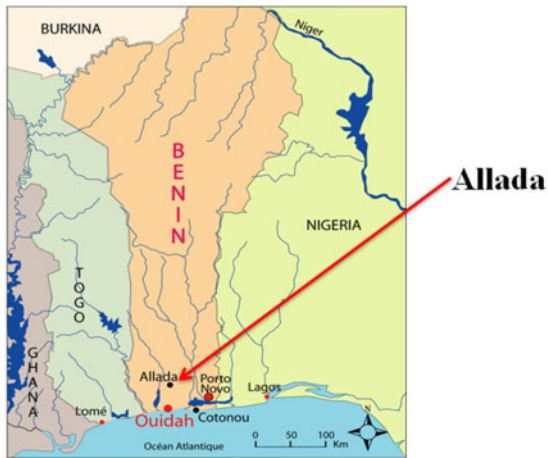 BURKINA
Niger
BENIN
Allada
NIGERIA
TOGO
GHANA
Allada
Porto
Novo
Lagos
Lomé
Ouidah
Cotonou
N
Océan Atlantique
0 50 100
Km